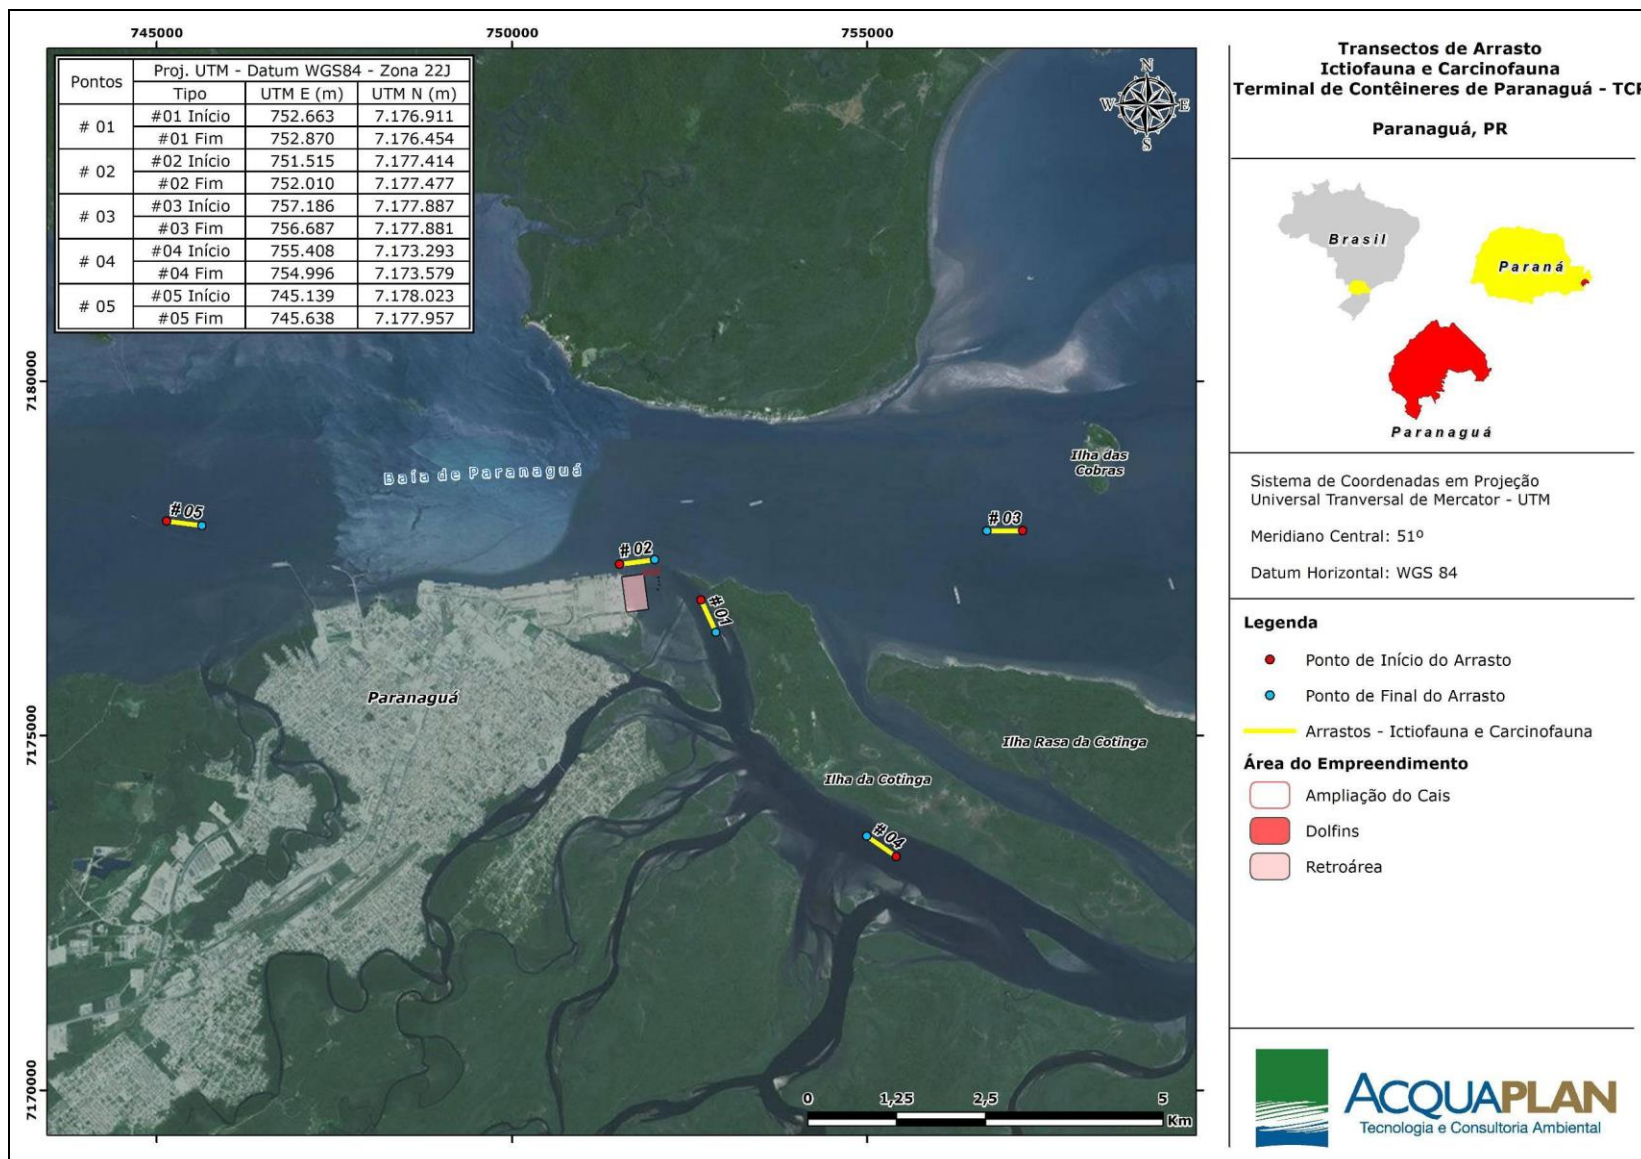 745000 750000 755000
Pontos Proj. UTM - Datum WGS84 - Zona 22J
Tipo UTM E (m) UTM N (m)
# 01 #01 Início 752.663 7.176.911
#01 Fim 752.870 7.176.454
# 02 #02 Início 751.515 7.177.414
#02 Fim 752.010 7.177.477
# 03 #03 Início 757.186 7.177.887
#03 Fim 756.687 7.177.881
# 04 #04 Início 755.408 7.173.293
#04 Fim 754.996 7.173.579
# 05 #05 Início 745.139 7.178.023
#05 Fim 745.638 7.177.957
N
W E
S
7180000
Baía de Paranaguá
Ilha das
Cobras
# 05
# 03
# 02
# 01
Paranaguá
7175000
Ilha Rasa da Cotinga
Ilha da Cotinga
# 04
7170000
0 1,25 2,5 5
Km
Transectos de Arrasto
Ictiofauna e Carcinofauna
Terminal de Contêineres de Paranaguá - TCP
Paranaguá, PR
Brasil
Paraná
Paranaguá
Sistema de Coordenadas em Projeção
Universal Tranversal de Mercator - UTM
Meridiano Central: 51º
Datum Horizontal: WGS 84
Legenda
Ponto de Início do Arrasto
Ponto de Final do Arrasto
Arrastos - Ictiofauna e Carcinofauna
Área do Empreendimento
Ampliação do Cais
Dolfins
Retroárea
ACQUAPLAN
Tecnologia e Consultoria Ambiental